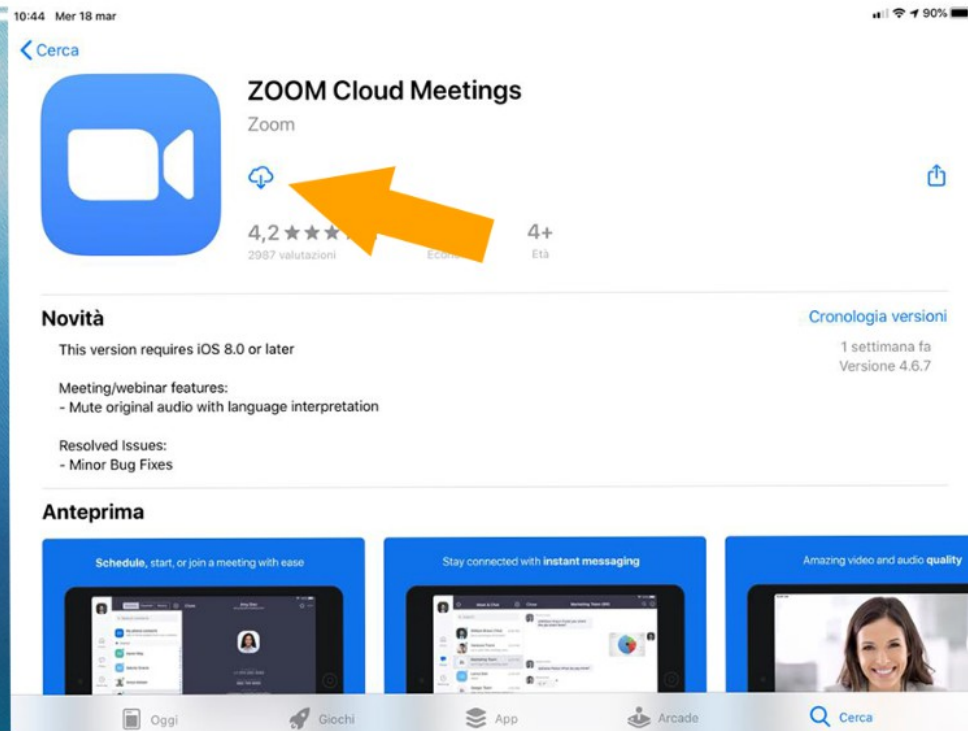 10:44 Mer 18 mar
90%
Cerca
ZOOM Cloud Meetings
Zoom
4,2
2987 valutazioni
4+
Età
Novità
Cronologia versioni
This version requires iOS 8.0 or later
1 settimana fa
Versione 4.6.7
Meeting/webinar features:
- Mute original audio with language interpretation
Resolved Issues:
- Minor Bug Fixes
Anteprima
Schedule, start, or join a meeting with ease
Stay connected with instant messaging
Amazing video and audio quality
Oggi
Giochi
App
Arcade
Cerca